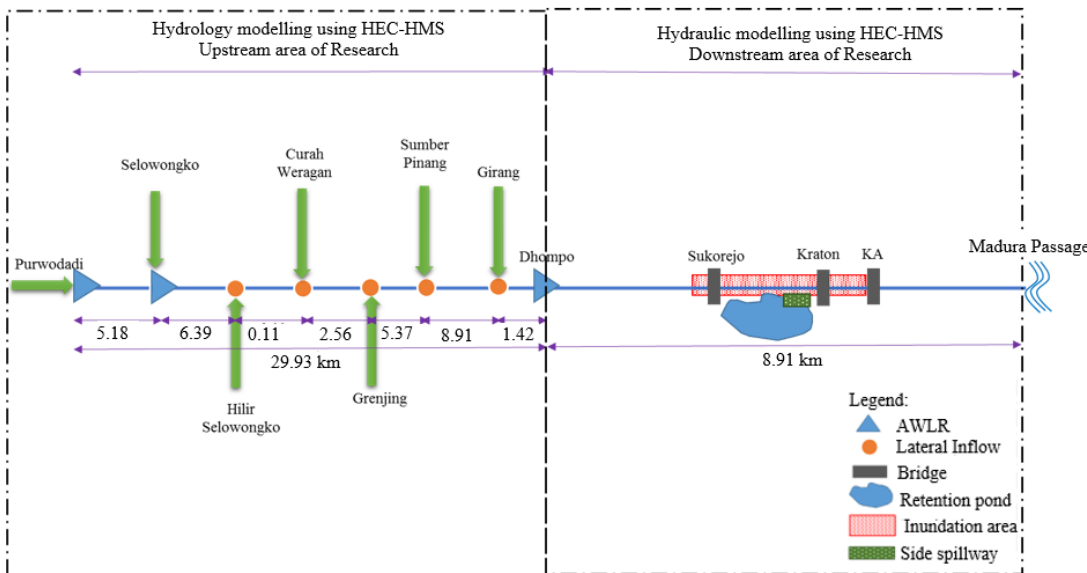 Hydrology modelling using HEC-HMS
Upstream area of Research
Hydraulic modelling using HEC-HMS
Downstream area of Research
Selowongko
Curah
Weragan
Sumber
Pinang
Girang
Purwodadi
Dhompo
Sukorejo
Kraton
KA
Madura Passage
5.18
6.39
0.11
2.56
5.37
8.91
1.42
29.93 km
8.91 km
Hilir
Selowongko
Grenjing
Legend:
AWLR
Lateral Inflow
Bridge
Retention pond
Inundation area
Side spillway